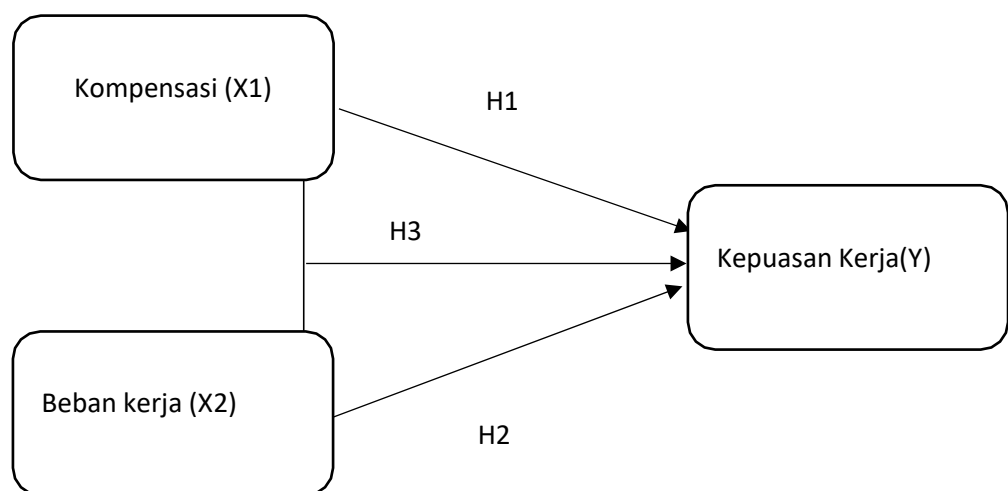 Kompensasi (X1)
H1
H3
Kepuasan Kerja(Y)
Beban kerja (X2)
H2